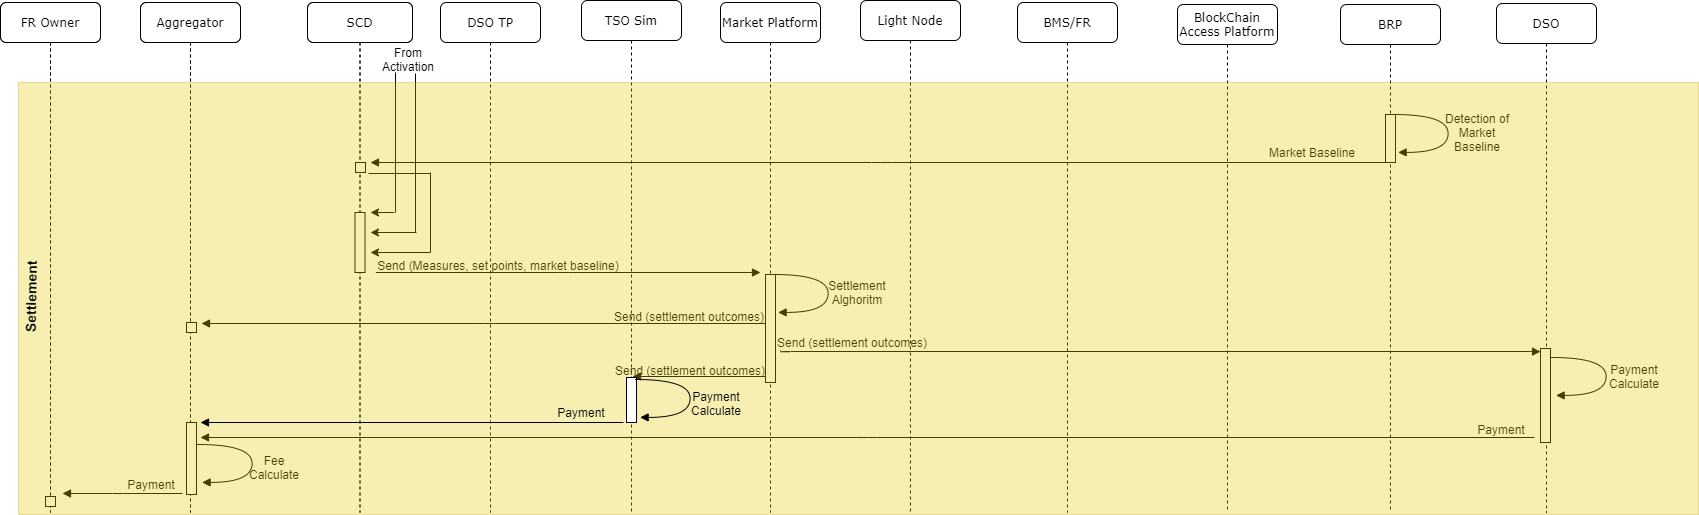 FR Owner
Aggregator
SCD
DSO TP
TSO Sim
Market Platform
Light Node
BMS/FR
BlockChain
Access Platform
BRP
DSO
From
Activation
Detection of
Market
Baseline
Market Baseline
Settlement
Send (Measures, set points, market baseline)
Settlement
Alghoritm
Send (settlement outcomes)
Send (settlement outcomes)
Send (settlement outcomes)
Payment
Calculate
Payment
Calculate
Payment
Payment
Fee
Calculate
Payment